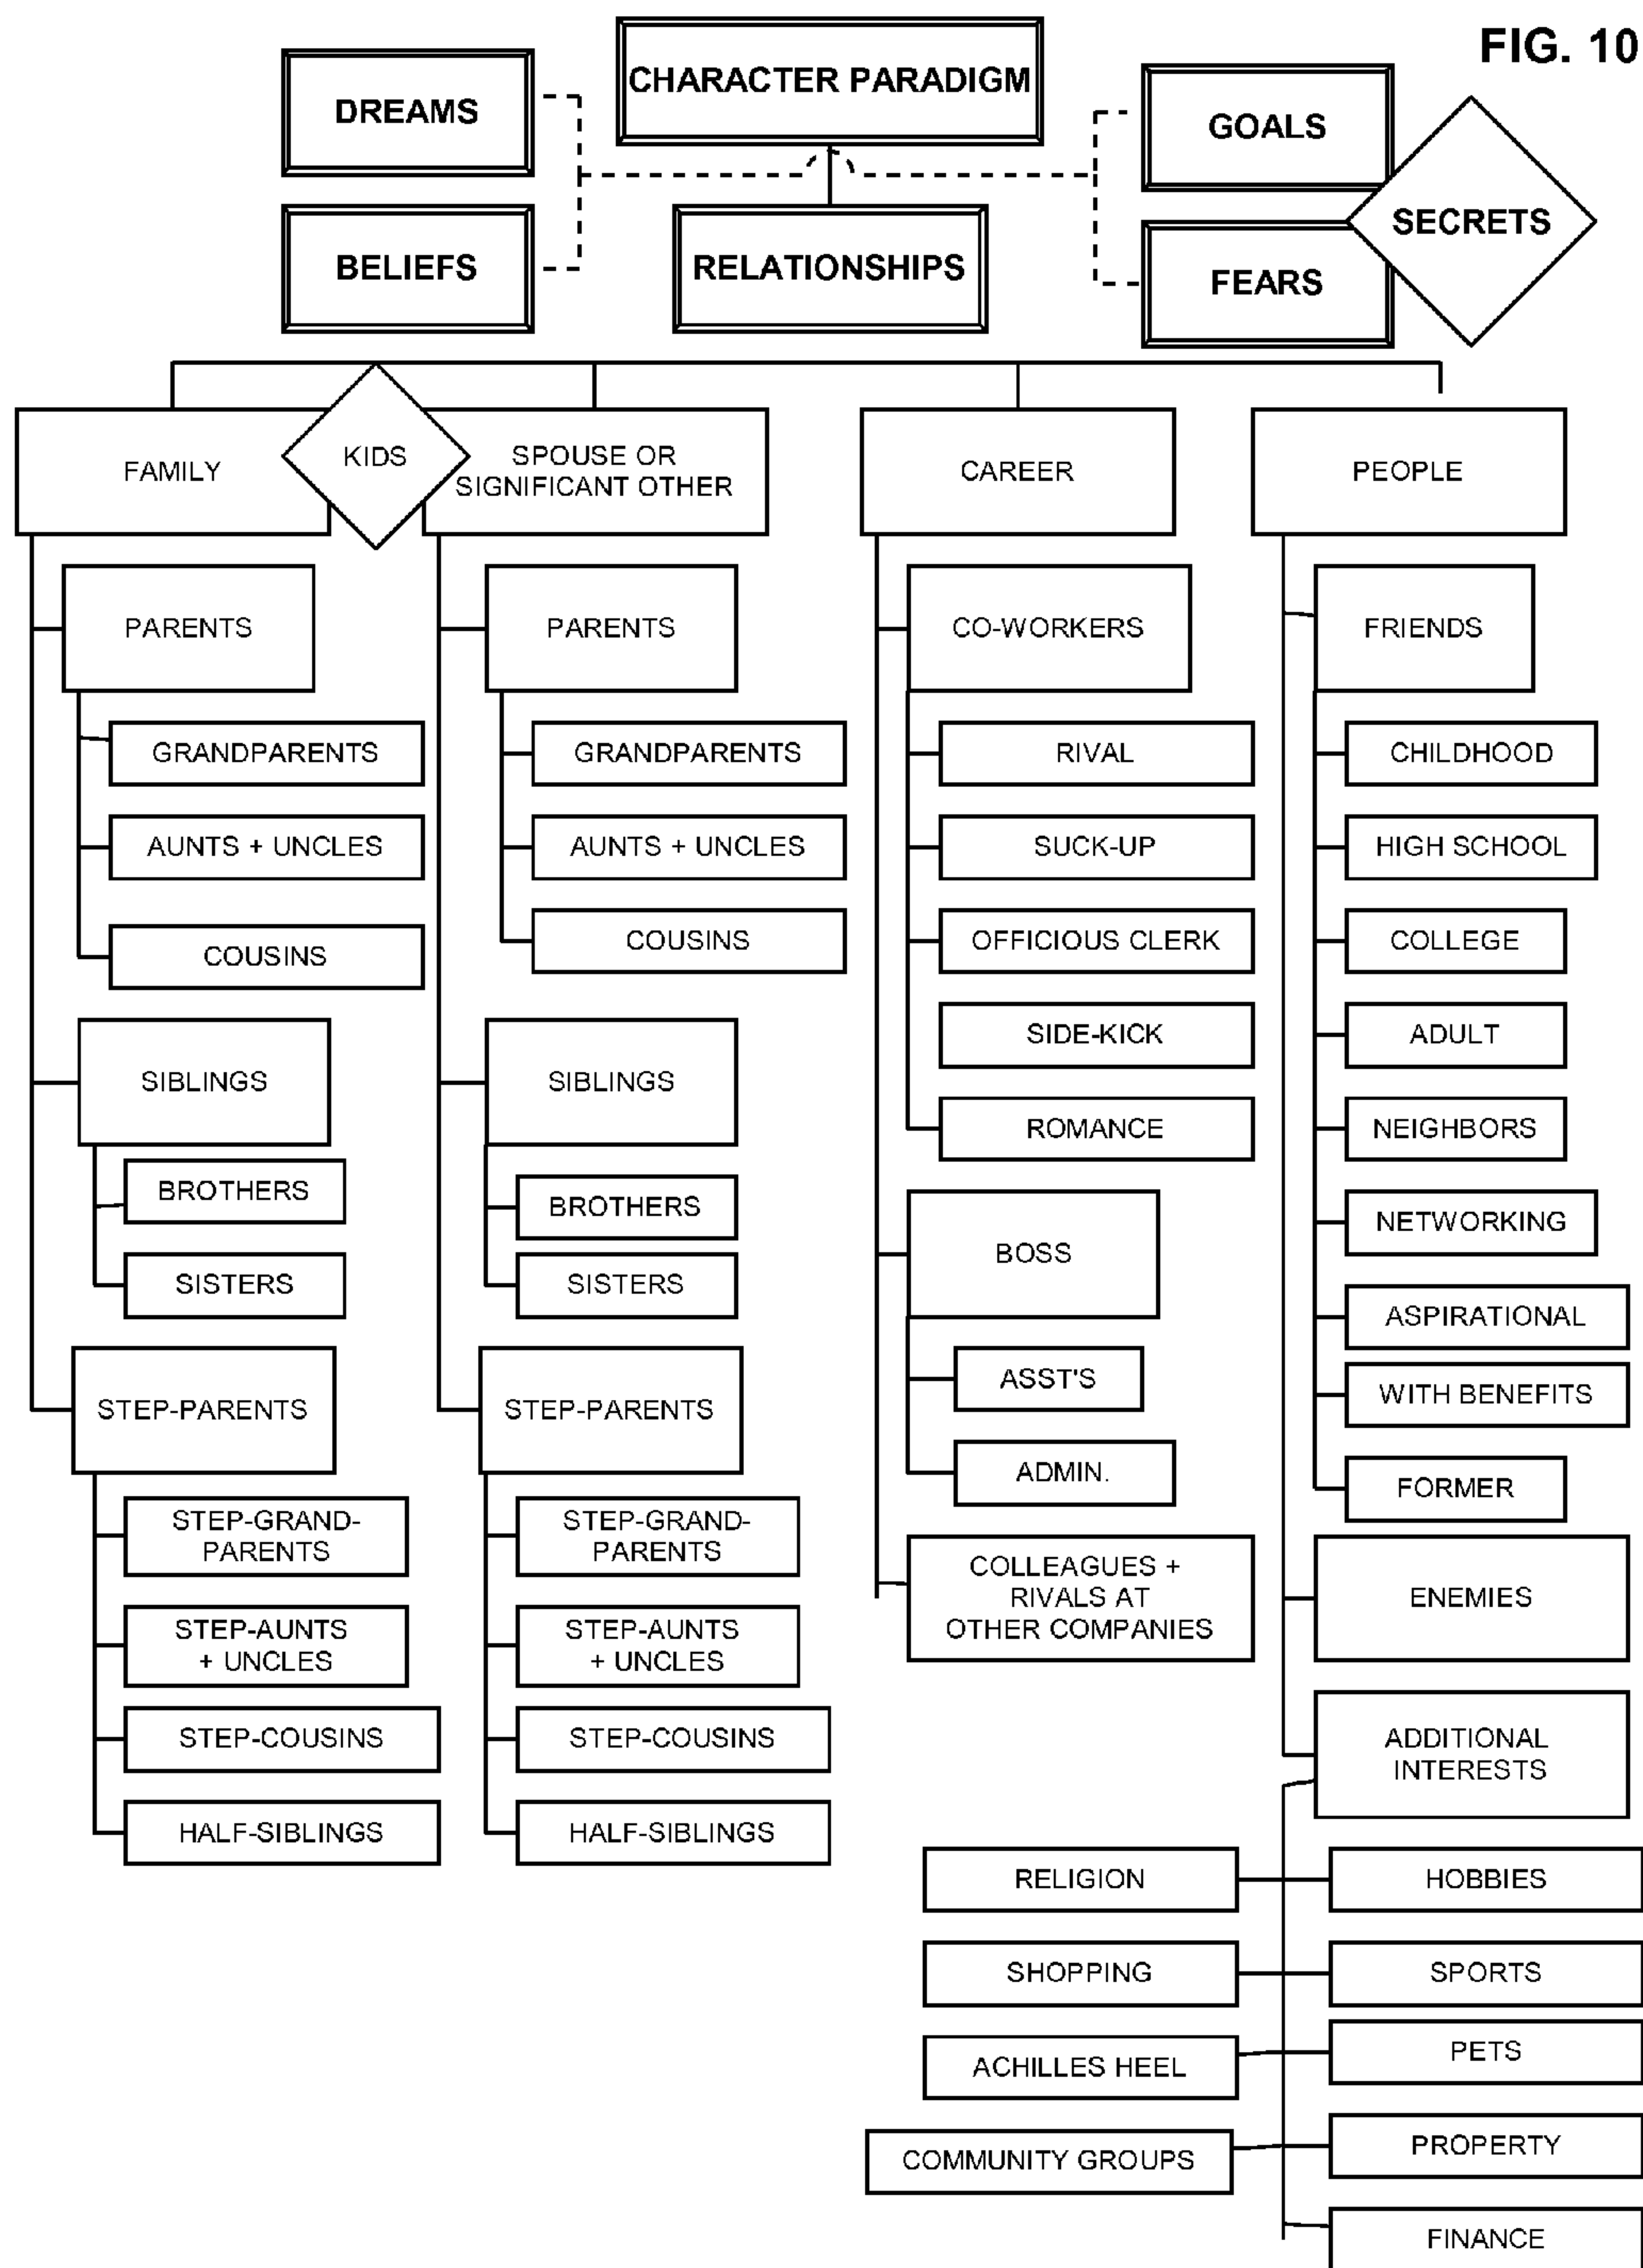 FIG. 10
CHARACTER PARADIGM
DREAMS
GOALS
SECRETS
BELIEFS
RELATIONSHIPS
FEARS
FAMILY
KIDS
SPOUSE OR
SIGNIFICANT OTHER
CAREER
PEOPLE
PARENTS
GRANDPARENTS
AUNTS + UNCLES
COUSINS
SIBLINGS
BROTHERS
SISTERS
STEP-PARENTS
STEP-GRAND-
PARENTS
STEP-AUNTS
+ UNCLES
STEP-COUSINS
HALF-SIBLINGS
PARENTS
GRANDPARENTS
AUNTS + UNCLES
COUSINS
SIBLINGS
BROTHERS
SISTERS
STEP-PARENTS
STEP-GRAND-
PARENTS
STEP-AUNTS
+ UNCLES
STEP-COUSINS
HALF-SIBLINGS
CO-WORKERS
RIVAL
SUCK-UP
OFFICIOUS CLERK
SIDE-KICK
ROMANCE
BOSS
ASST'S
ADMIN.
COLLEAGUES +
RIVALS AT
OTHER COMPANIES
FRIENDS
CHILDHOOD
HIGH SCHOOL
COLLEGE
ADULT
NEIGHBORS
NETWORKING
ASPIRATIONAL
WITH BENEFITS
FORMER
ENEMIES
ADDITIONAL
INTERESTS
RELIGION
HOBBIES
SHOPPING
SPORTS
ACHILLES HEEL
PETS
COMMUNITY GROUPS
PROPERTY
FINANCE